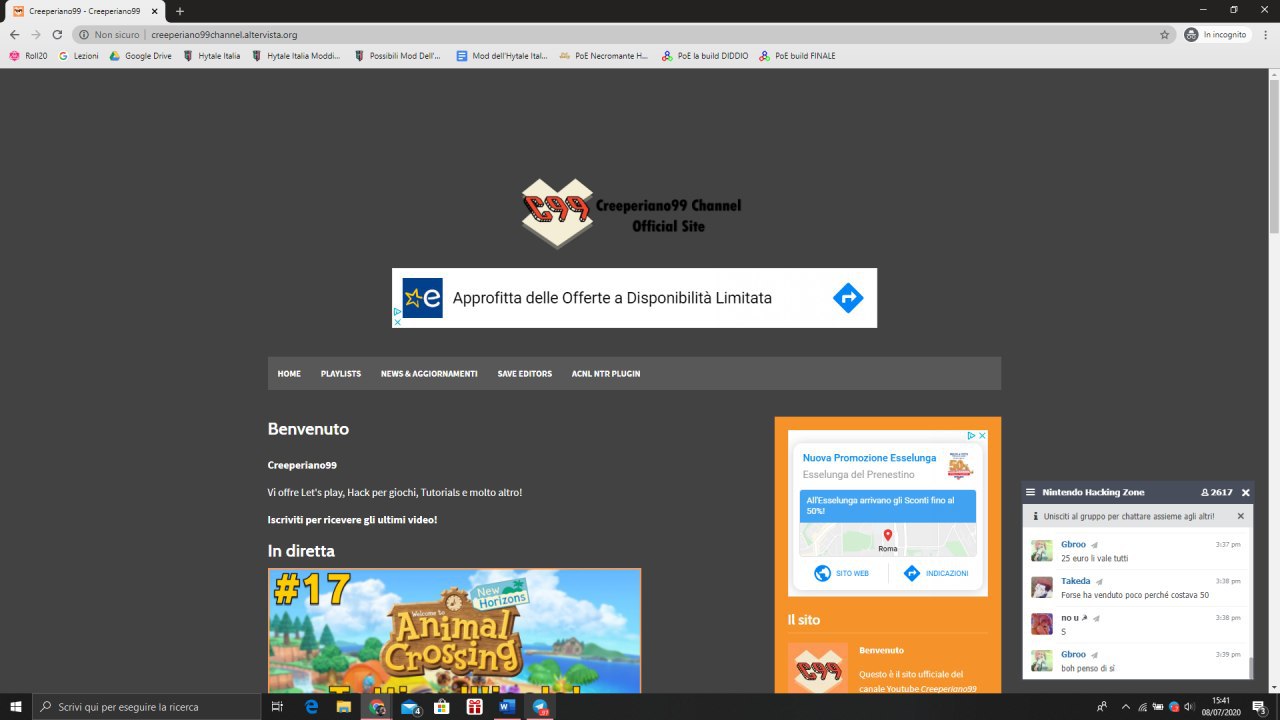 Creeperiano99 - Creeperiano99
Non sicuro | creeperiano99channel.altervista.org
In incognito
Roll20
Lezioni
Google Drive
Hytale Italia
Hytale Italia Moddi...
Possibili Mod Dell'...
Mod dell'Hytale Ital...
PoE Necromante H...
PoE la build DIDDIO
PoE build FINALE
C99
Creeperiano99 Channel
Official Site
e
Approfitta delle Offerte a Disponibilità Limitata
HOME
PLAYLISTS
NEWS & AGGIORNAMENTI
SAVE EDITORS
ACNL NTR PLUGIN
Benvenuto
Creeperiano99
Vi offre Let's play, Hack per giochi, Tutorials e molto altro!
Iscriviti per ricevere gli ultimi video!
In diretta
#17
New
Horizons
Welcome to
Animal
Crossing
Nuova Promozione Esselunga
Esselunga del Prenestino
50%
All'Esselunga arrivano gli Sconti fino al
50%!
Roma
SITO WEB
INDICAZIONI
Il sito
C99
Benvenuto
Questo è il sito ufficiale del
canale Youtube Creeperiano99
Nintendo Hacking Zone
2617
Unisciti al gruppo per chattare assieme agli altri!
Gbroo
3:37 pm
25 euro li vale tutti
Takeda
3:38 pm
Forse ha venduto poco perché costava 50
no u
3:38 pm
S
Gbroo
3:39 pm
boh penso di sì
Scrivi qui per eseguire la ricerca
4
15:41
08/07/2020
3